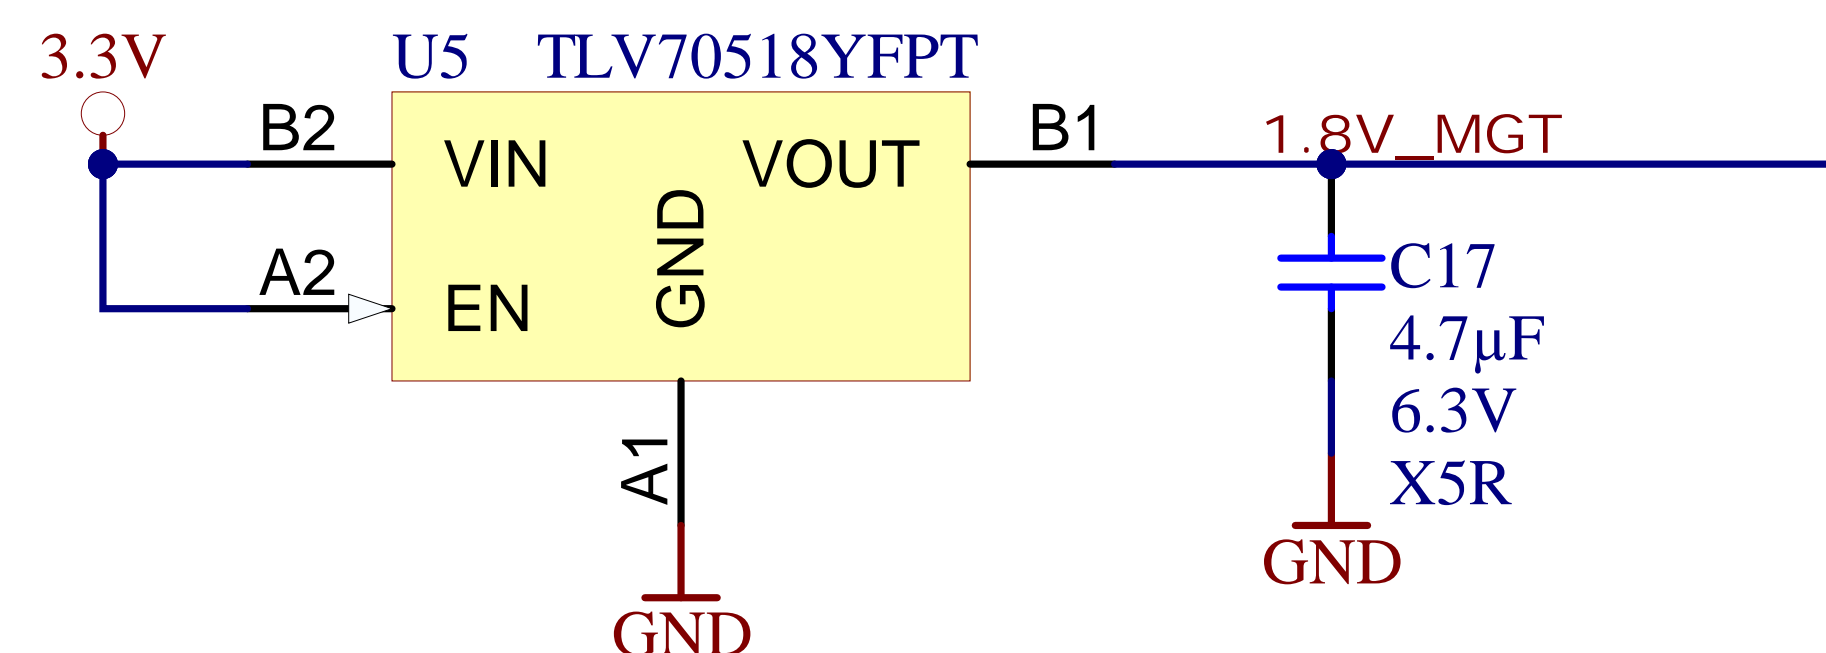 3.3V
U5 TLV70518YFPT
B2
VIN
VOUT
B1
1.8V_MGT
A2
EN
GND
A1
GND
C17
4.7µF
6.3V
X5R
GND